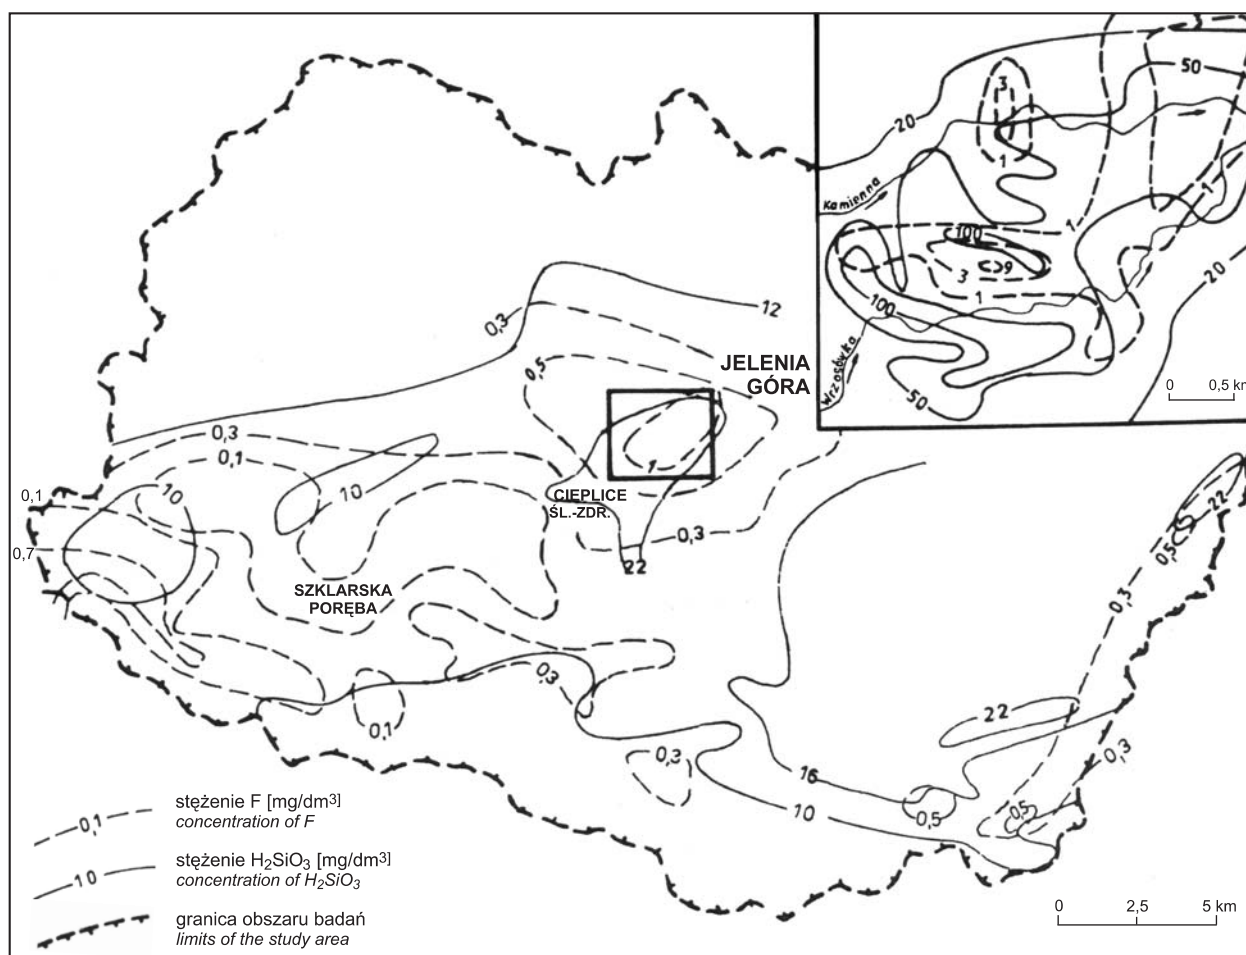 50
3
20
1
Kamienna
1
1
100
<>9
3
1
20
100
Wrzosówka
50
0 0,5 km
12
0,3
0,5
JELENIA
GÓRA
0,3
0,1
10
1
10
CIEPLICE
ŚL.-ZDR.
0,1
0,3
22
0,5
0,7
22
SZKLARSKA
PORĘBA
0,3
0,3
0,1
22
0,3
0,3
16
10
0,5
0,5
0,1
stężenie F [mg/dm³]
concentration of F
10
stężenie H₂SiO₃ [mg/dm³]
concentration of H₂SiO₃
granica obszaru badań
limits of the study area
0 2,5 5 km